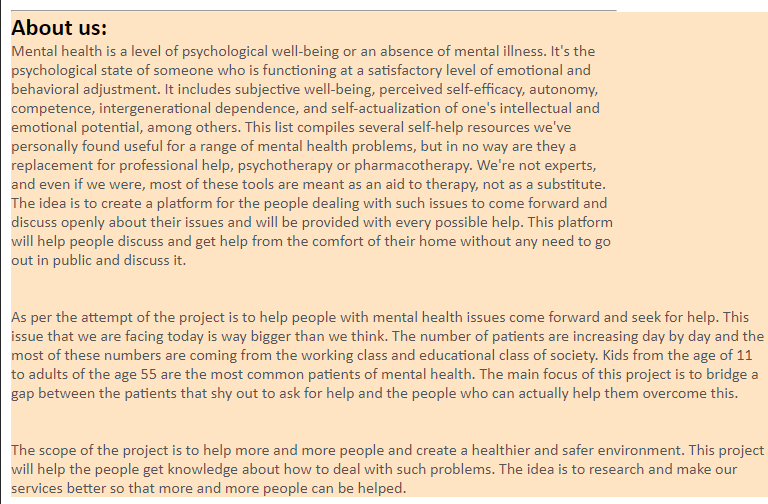 About us:
Mental health is a level of psychological well-being or an absence of mental illness. It's the
psychological state of someone who is functioning at a satisfactory level of emotional and
behavioral adjustment. It includes subjective well-being, perceived self-efficacy, autonomy,
competence, intergenerational dependence, and self-actualization of one's intellectual and
emotional potential, among others. This list compiles several self-help resources we've
personally found useful for a range of mental health problems, but in no way are they a
replacement for professional help, psychotherapy or pharmacotherapy. We're not experts,
and even if we were, most of these tools are meant as an aid to therapy, not as a substitute.
The idea is to create a platform for the people dealing with such issues to come forward and
discuss openly about their issues and will be provided with every possible help. This platform
will help people discuss and get help from the comfort of their home without any need to go
out in public and discuss it.
As per the attempt of the project is to help people with mental health issues come forward and seek for help. This
issue that we are facing today is way bigger than we think. The number of patients are increasing day by day and the
most of these numbers are coming from the working class and educational class of society. Kids from the age of 11
to adults of the age 55 are the most common patients of mental health. The main focus of this project is to bridge a
gap between the patients that shy out to ask for help and the people who can actually help them overcome this.
The scope of the project is to help more and more people and create a healthier and safer environment. This project
will help the people get knowledge about how to deal with such problems. The idea is to research and make our
services better so that more and more people can be helped.